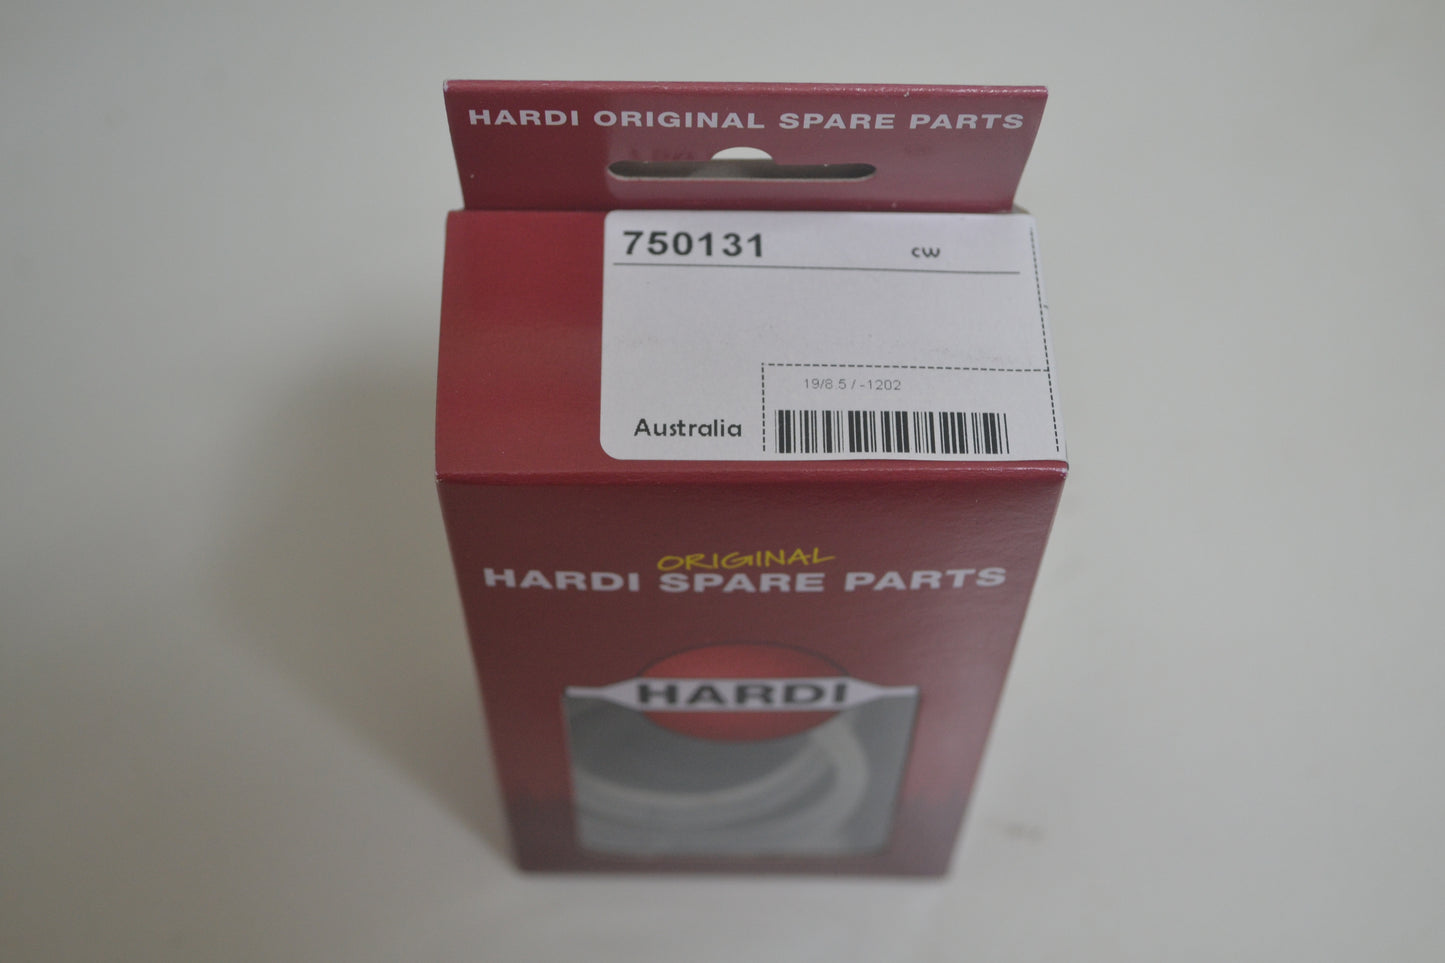 HARDI ORIGINAL SPARE PARTS
750131 cw
19/8 5 / -1202
Australia
ORIGINAL
HARDI SPARE PARTS
HARDI